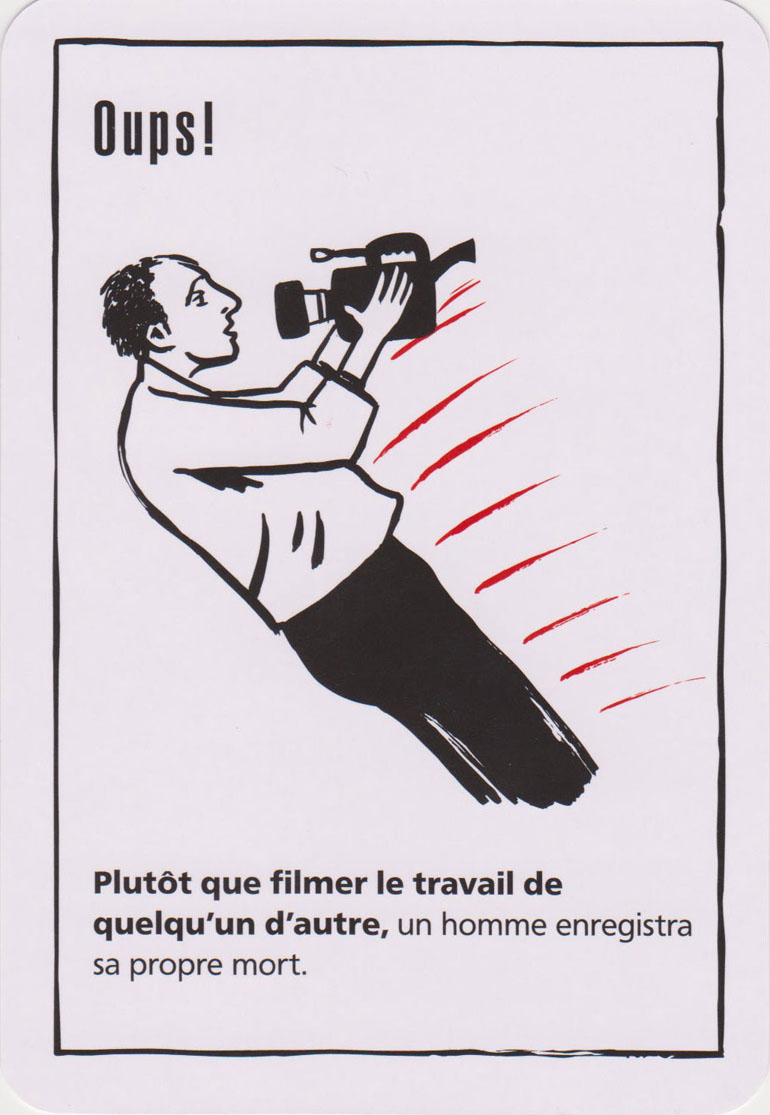 Oups!
Plutôt que filmer le travail de
quelqu'un d'autre, un homme enregistra
sa propre mort.